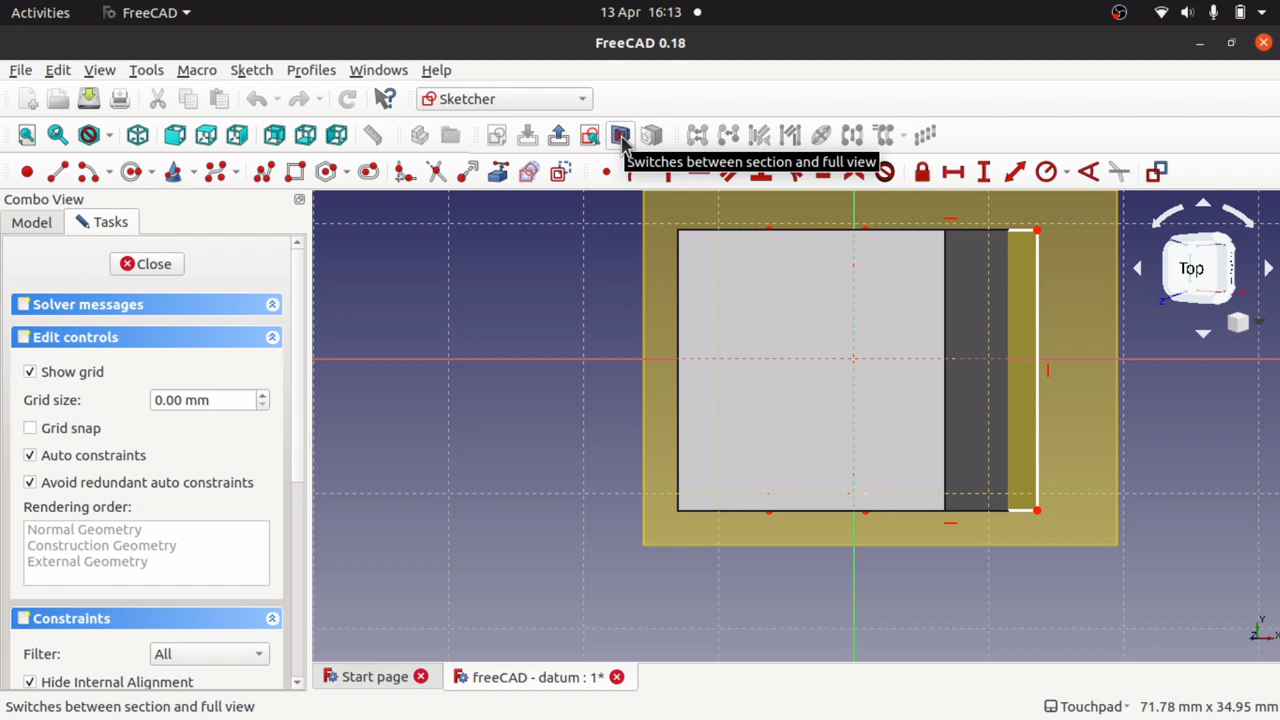 Activities FreeCAD 13 Apr 16:13
FreeCAD 0.18
File Edit View Tools Macro Sketch Profiles Windows Help
Sketcher
Switches between section and full view
Combo View
Model Tasks
Close
Solver messages
Edit controls
Show grid
Grid size: 0.00 mm
Grid snap
Auto constraints
Avoid redundant auto constraints
Rendering order:
Normal Geometry
Construction Geometry
External Geometry
Constraints
Filter: All
Hide Internal Alignment
Top
Y
Z
X
Start page freeCAD - datum : 1*
Switches between section and full view Touchpad 71.78 mm x 34.95 mm